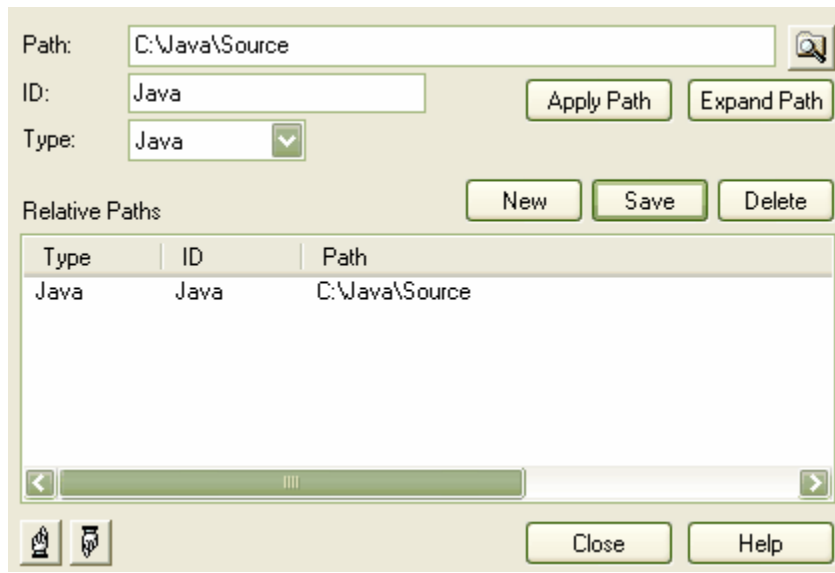 Path: C:\Java\Source
ID: Java
Apply Path Expand Path
Type: Java
New Save Delete
Relative Paths
Type ID Path
Java Java C:\Java\Source
Close Help